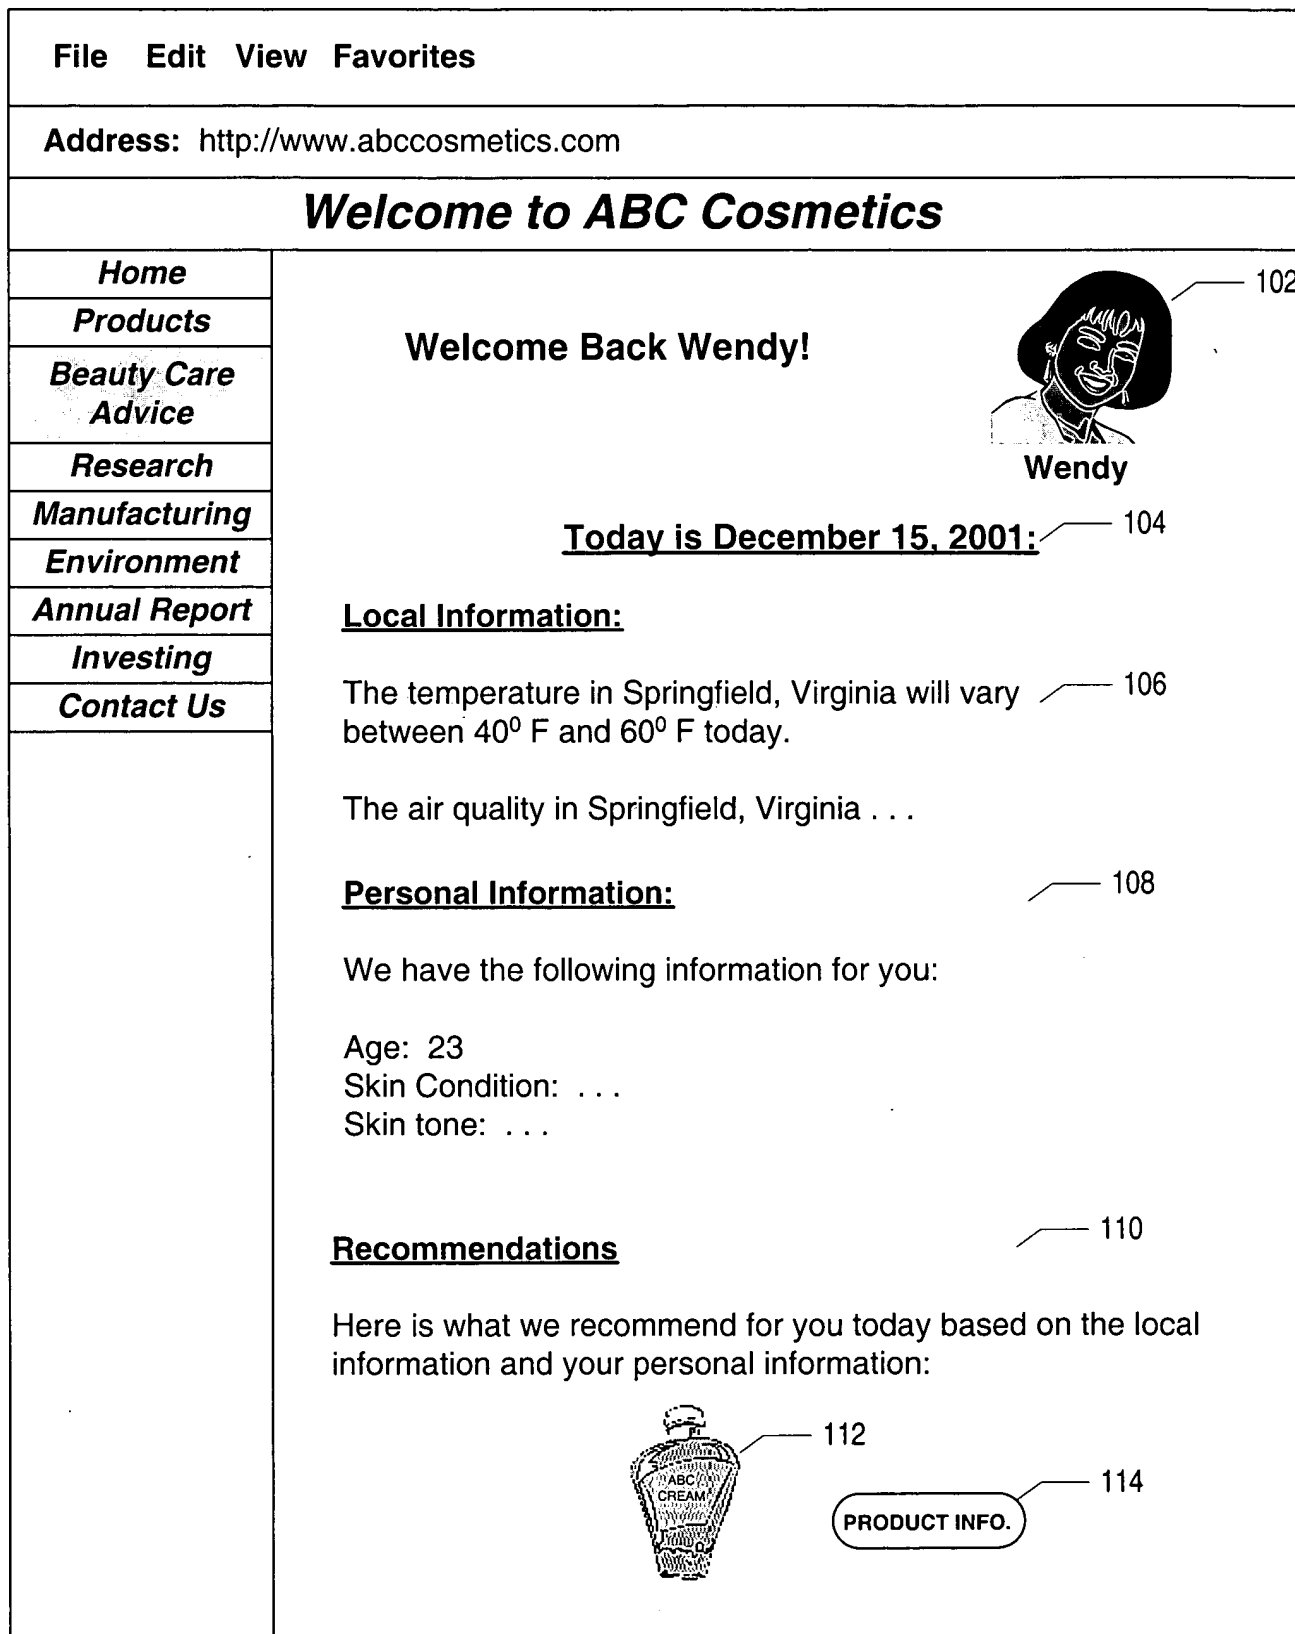 File Edit View Favorites
Address: http://www.abccosmetics.com
Welcome to ABC Cosmetics
Home
Products
Beauty Care
Advice
Research
Manufacturing
Environment
Annual Report
Investing
Contact Us
102
Welcome Back Wendy!
Wendy
Today is December 15, 2001:
104
Local Information:
The temperature in Springfield, Virginia will vary
106
between 40⁰ F and 60⁰ F today.
The air quality in Springfield, Virginia . . .
Personal Information:
108
We have the following information for you:
Age: 23
Skin Condition: . . .
Skin tone: . . .
Recommendations
110
Here is what we recommend for you today based on the local
information and your personal information:
112
ABC
CREAM
114
PRODUCT INFO.